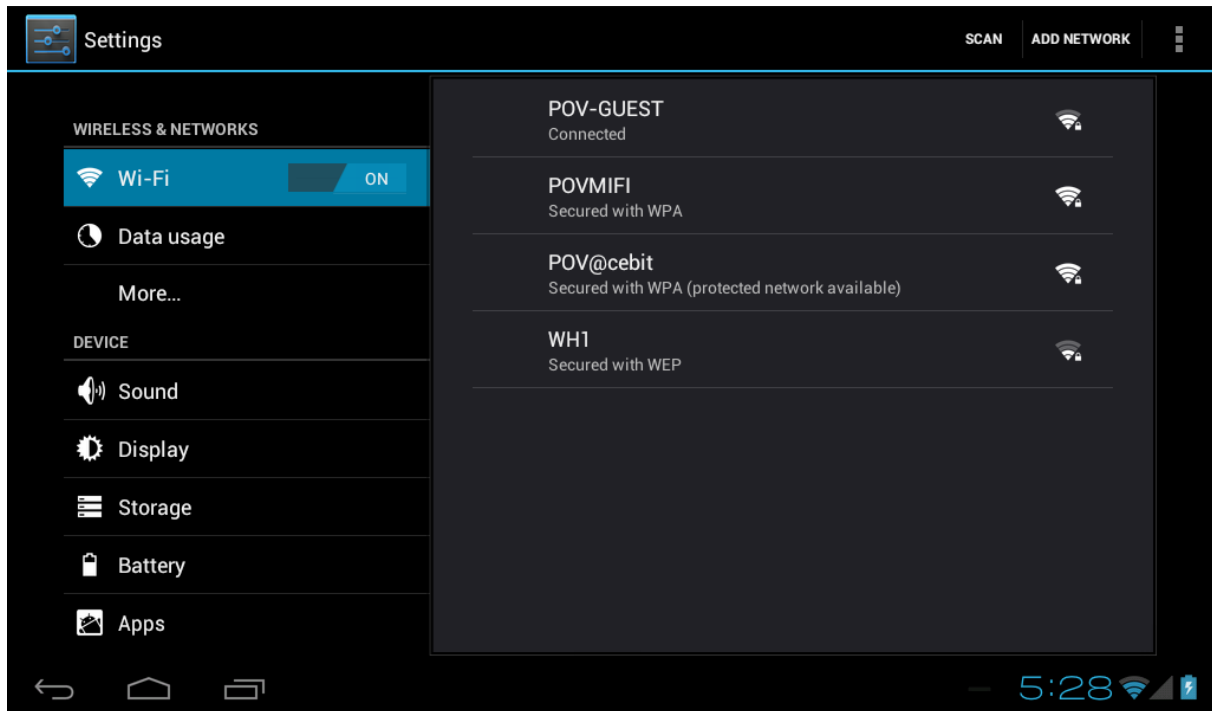 Settings
SCAN
ADD NETWORK
WIRELESS & NETWORKS
Wi-Fi
ON
Data usage
More...
DEVICE
Sound
Display
Storage
Battery
Apps
POV-GUEST
Connected
POVMIFI
Secured with WPA
POV@cebit
Secured with WPA (protected network available)
WH1
Secured with WEP
5:28